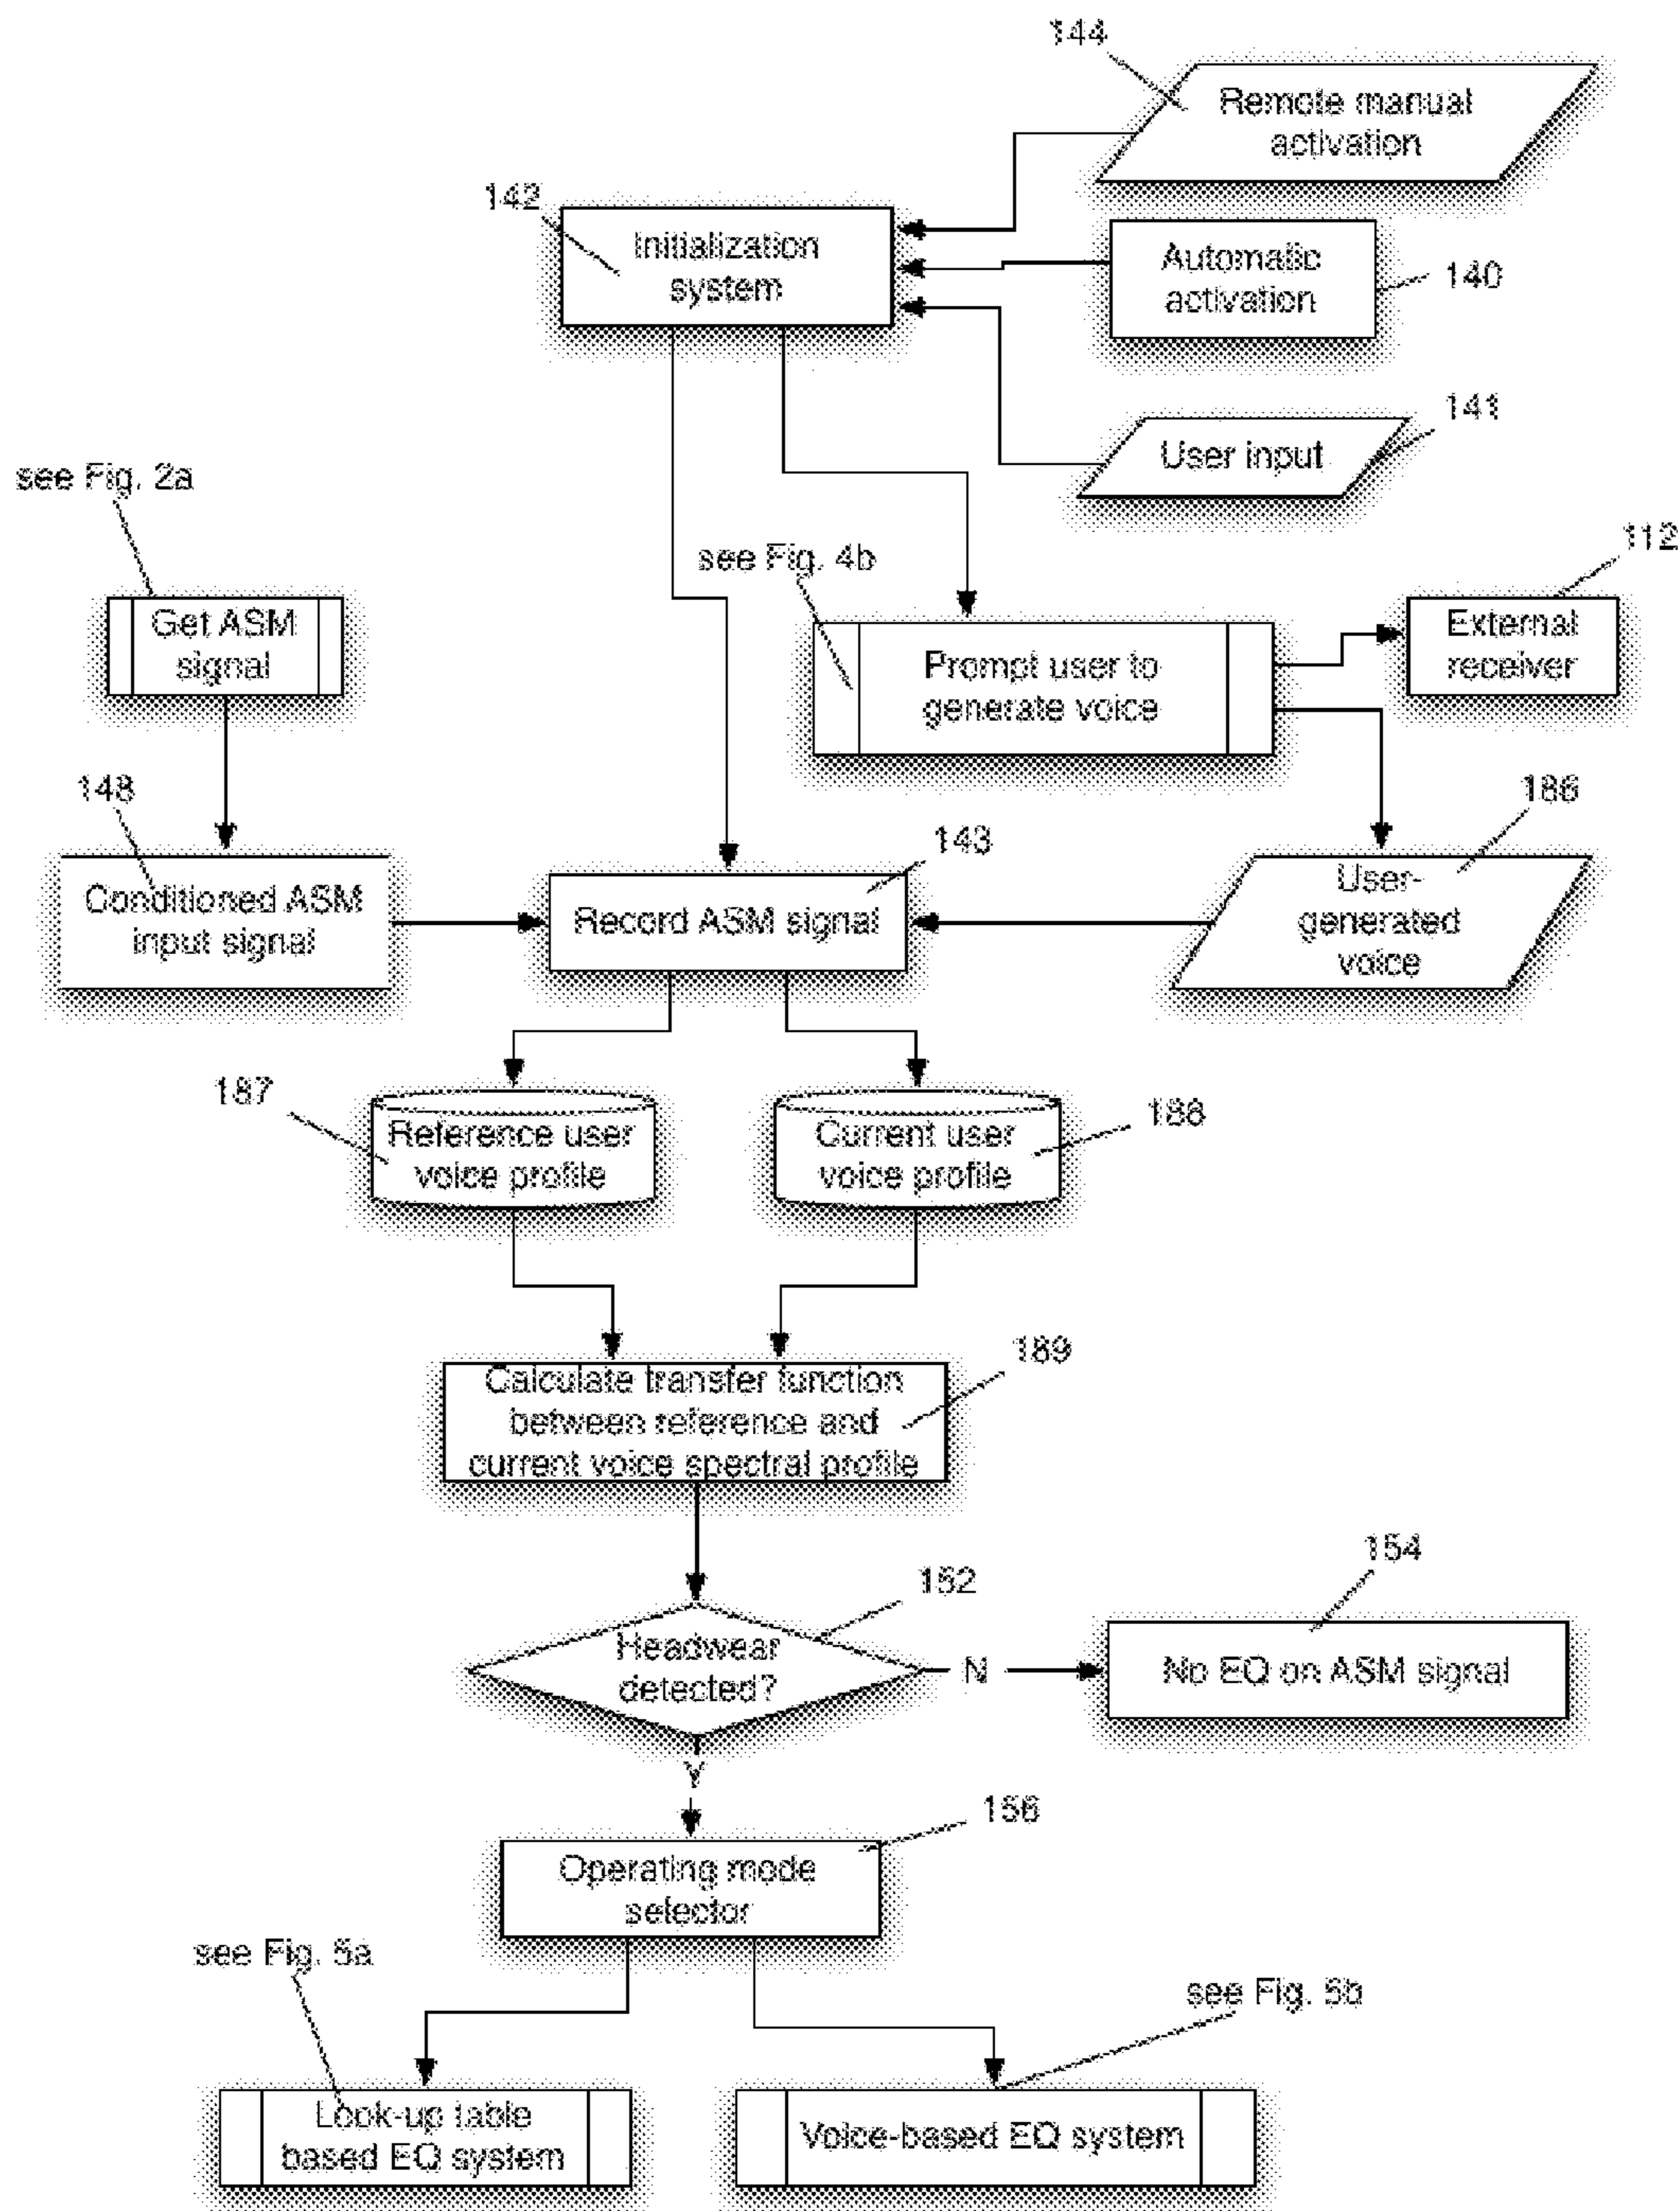 144
Remote manual
activation
142
Initialization
system
Automatic
activation
140
141
User input
see Fig. 2a
see Fig. 4b
112
Get ASM
signal
External
receiver
Prompt user to
generate voice
148
186
143
Conditioned ASM
input signal
Record ASM signal
User-
generated
voice
187
188
Reference user
voice profile
Current user
voice profile
189
Calculate transfer function
between reference and
current voice spectral profile
152
154
Headwear
detected?
N
No EQ on ASM signal
Y
156
Operating mode
selector
see Fig. 5a
see Fig. 5b
Look-up table
based EQ system
Voice-based EQ system